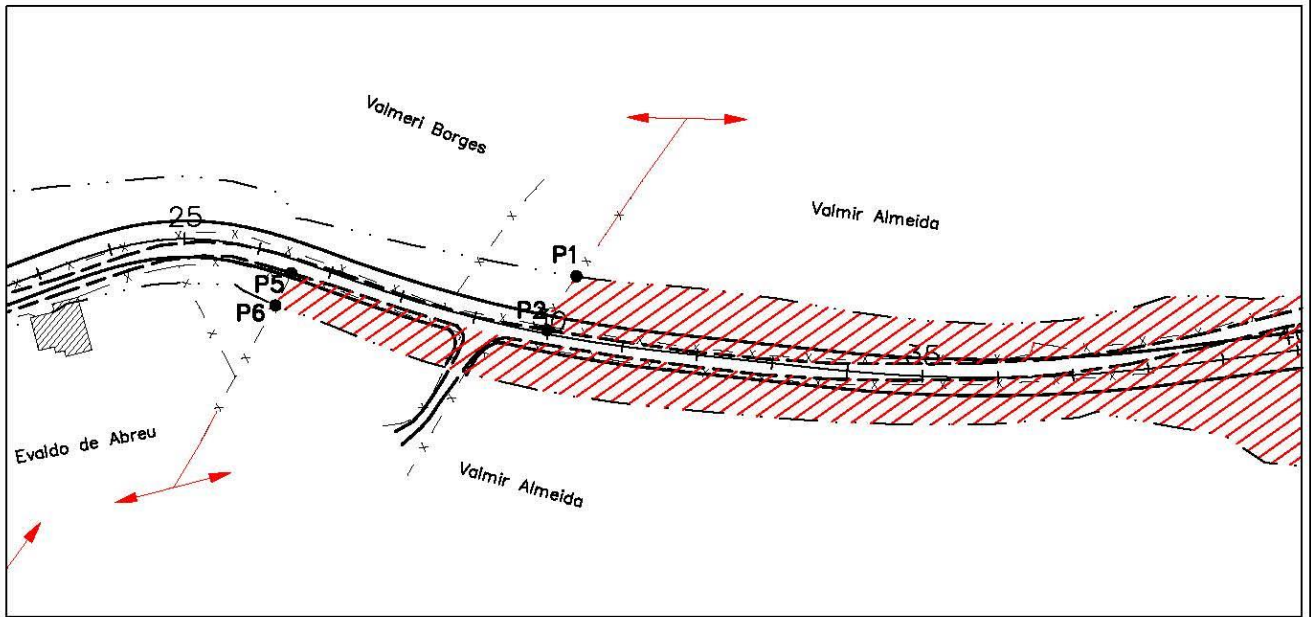 Valmeri Borges
Valmir Almeida
25
P1
P5
P6
P2
35
Evaldo de Abreu
Valmir Almeida